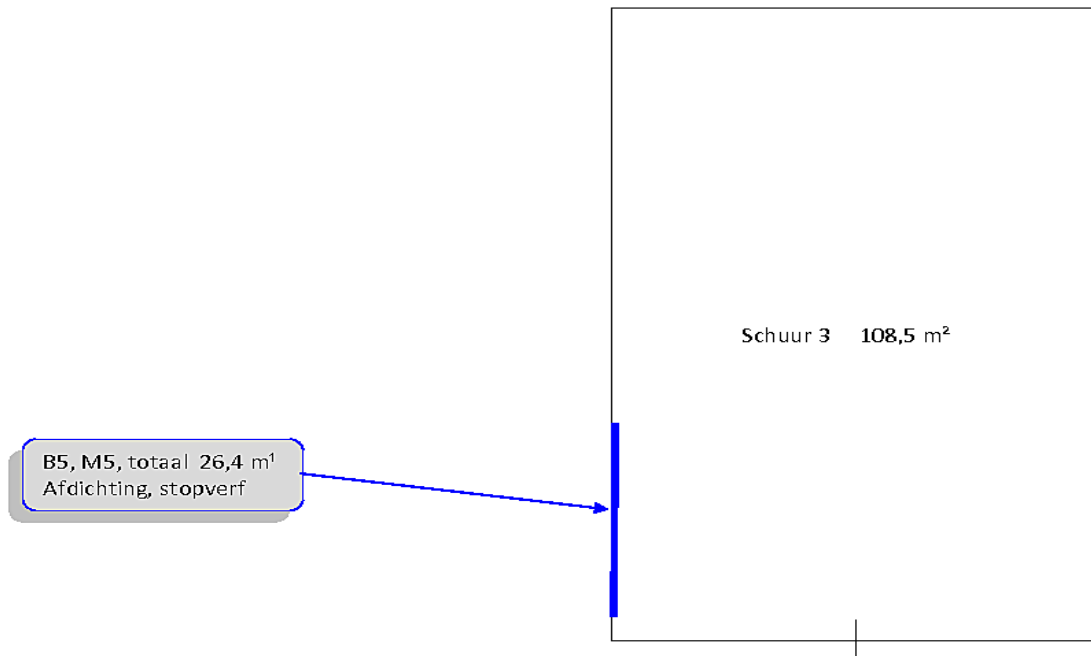 Schuur 3 108,5 m²
B5, M5, totaal 26,4 m¹
Afdichting, stopverf